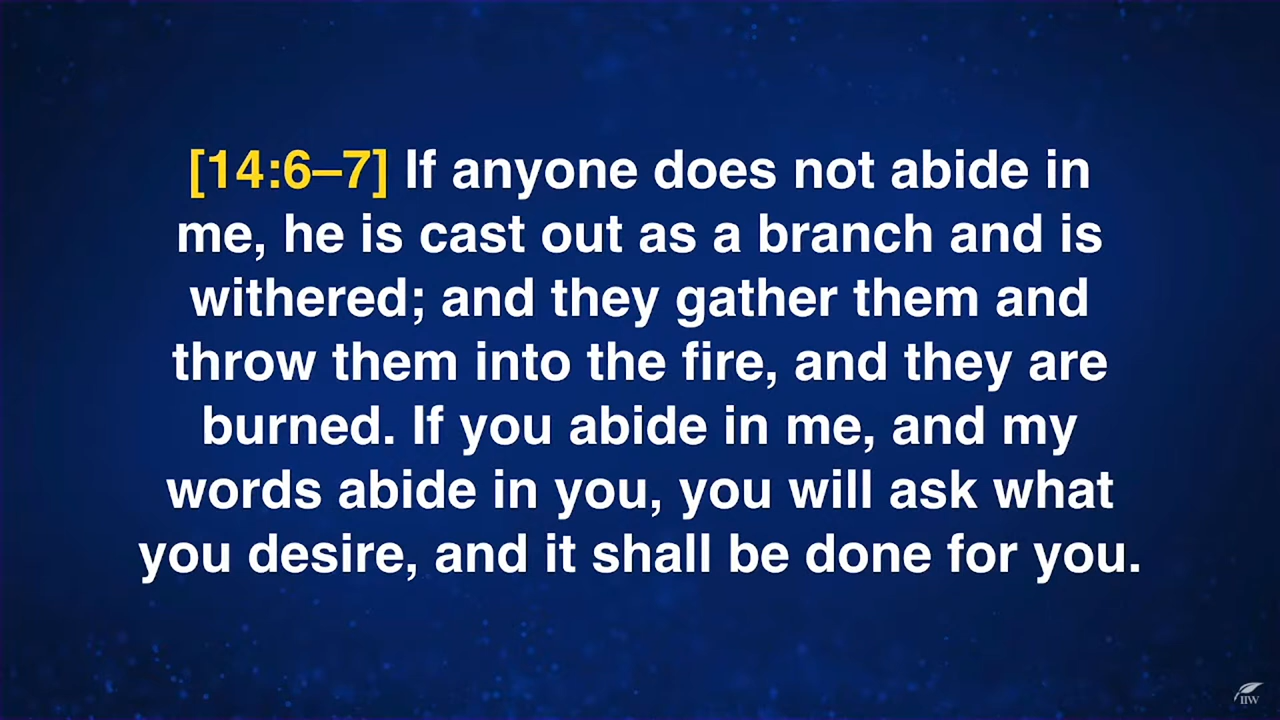 [14:6–7] If anyone does not abide in
me, he is cast out as a branch and is
withered; and they gather them and
throw them into the fire, and they are
burned. If you abide in me, and my
words abide in you, you will ask what
you desire, and it shall be done for you.
IIW